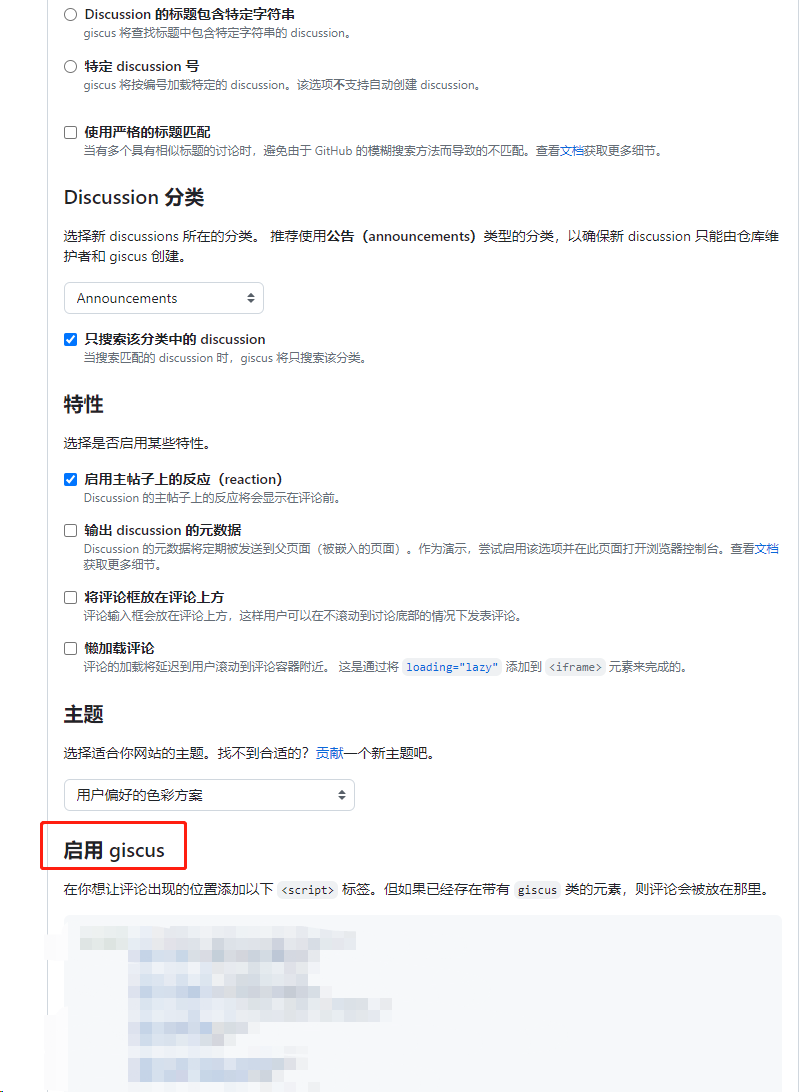 Discussion 的标题包含特定字符串
giscus 将查找标题中包含特定字符串的 discussion。
特定 discussion 号
giscus 将按编号加载特定的 discussion。该选项不支持自动创建 discussion。
使用严格的标题匹配
当有多个具有相似标题的讨论时，避免由于 GitHub 的模糊搜索方法而导致的不匹配。查看文档获取更多细节。
Discussion 分类
选择新 discussions 所在的分类。 推荐使用公告（announcements）类型的分类，以确保新 discussion 只能由仓库维
护者和 giscus 创建。
Announcements
只搜索该分类中的 discussion
当搜索匹配的 discussion 时，giscus 将只搜索该分类。
特性
选择是否启用某些特性。
启用主帖子上的反应（reaction）
Discussion 的主帖子上的反应将会显示在评论前。
输出 discussion 的元数据
Discussion 的元数据将定期被发送到父页面（被嵌入的页面）。作为演示，尝试启用该选项并在此页面打开浏览器控制台。查看文档
获取更多细节。
将评论框放在评论上方
评论输入框会放在评论上方，这样用户可以在不滚动到讨论底部的情况下发表评论。
懒加载评论
评论的加载将延迟到用户滚动到评论容器附近。 这是通过将 loading="lazy" 添加到 <iframe> 元素来完成的。
主题
选择适合你网站的主题。找不到合适的？贡献一个新主题吧。
用户偏好的色彩方案
启用 giscus
在你想让评论出现的位置添加以下 <script> 标签。但如果已经存在带有 giscus 类的元素，则评论会被放在那里。